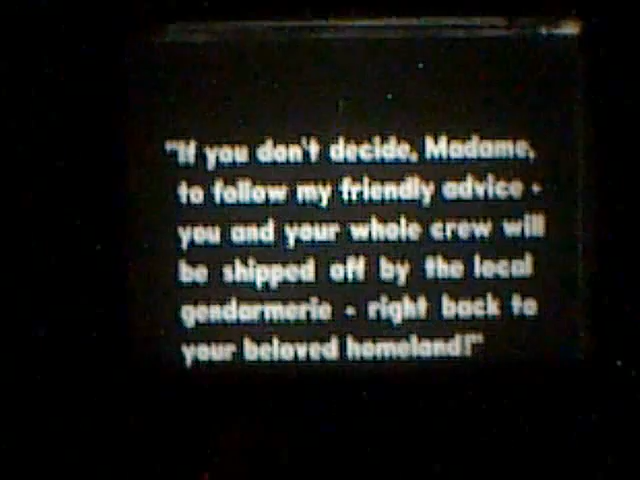 "If you don't decide, Madame,
to follow my friendly advice -
you and your whole crew will
be shipped off by the local
gendarmerie - right back to
your beloved homeland!"